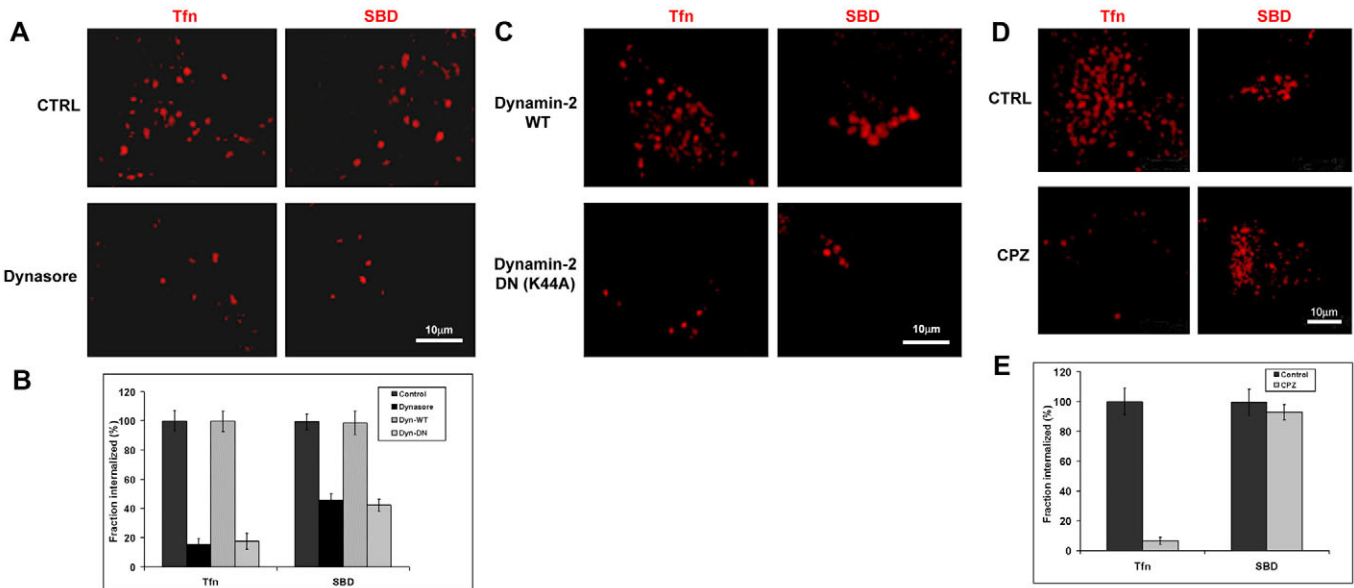 A
Tfn
SBD
CTRL
Dynasore
10µm
B
120
100
80
60
40
20
0
Fraction internalized (%)
Control
Dynasore
Dyn-WT
Dyn-DN
Tfn
SBD
C
Tfn
SBD
Dynamin-2
WT
Dynamin-2
DN (K44A)
10µm
D
Tfn
SBD
CTRL
CPZ
10µm
E
120
100
80
60
40
20
0
Fraction internalized (%)
Control
CPZ
Tfn
SBD